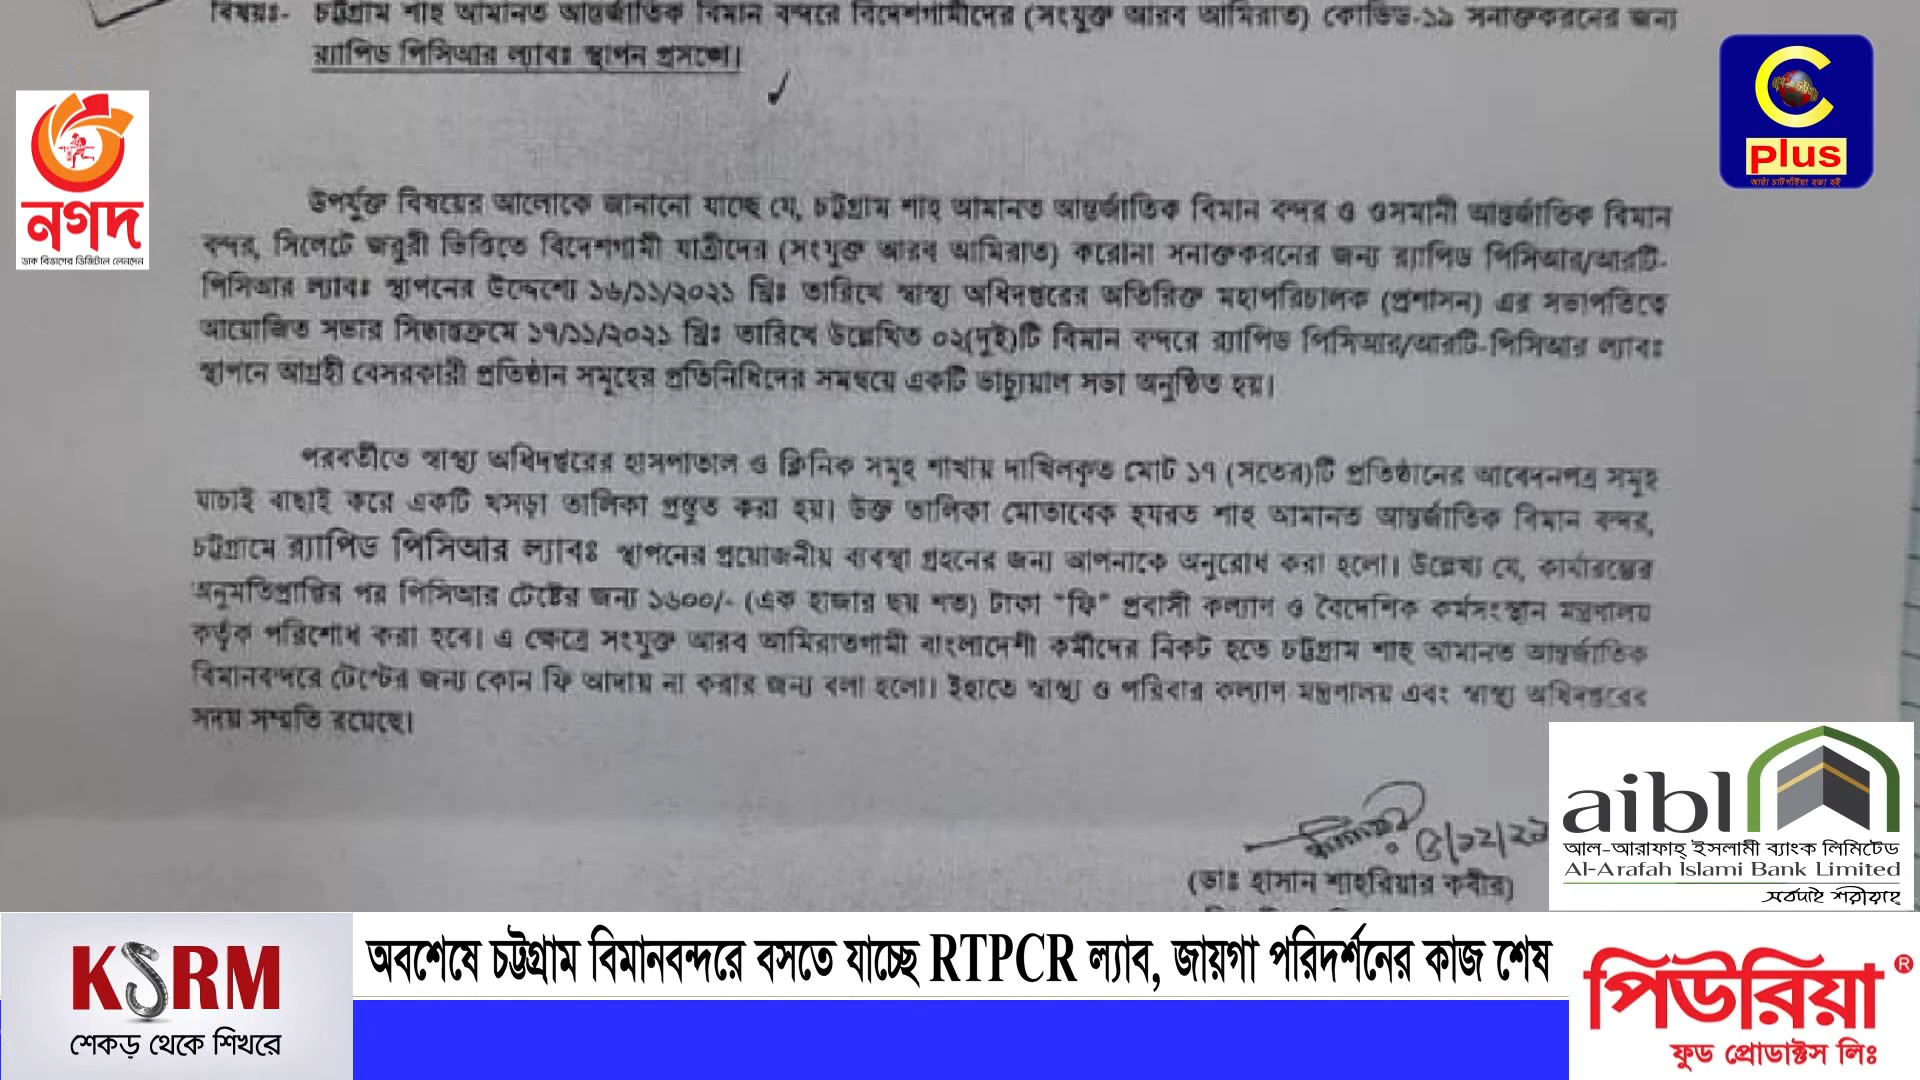 বিষয়ঃ- চট্টগ্রাম শাহ আমানত আন্তর্জাতিক বিমান বন্দরে বিদেশগামীদের (সংযুক্ত আরব আমিরাত) কোভিড-১৯ সনাক্তকরনের জন্য
র‍্যাপিড পিসিআর ল্যাবঃ স্থাপন প্রসঙ্গে।
C
plus
আঁরা চাটগাঁইয়া হতা হই
নগদ
ডাক বিভাগের ডিজিটাল লেনদেন
উপর্যুক্ত বিষয়ের আলোকে জানানো যাচ্ছে যে, চট্টগ্রাম শাহ আমানত আন্তর্জাতিক বিমান বন্দর ও ওসমানী আন্তর্জাতিক বিমান
বন্দর, সিলেটে জরুরী ভিত্তিতে বিদেশগামী যাত্রীদের (সংযুক্ত আরব আমিরাত) করোনা সনাক্তকরনের জন্য র‍্যাপিড পিসিআর/আরটি-
পিসিআর ল্যাবঃ স্থাপনের উদ্দেশ্যে ১৬/১১/২০২১ খ্রিঃ তারিখে স্বাস্থ্য অধিদপ্তরের অতিরিক্ত মহাপরিচালক (প্রশাসন) এর সভাপতিত্বে
আয়োজিত সভার সিদ্ধান্তক্রমে ১৭/১১/২০২১ খ্রিঃ তারিখে উল্লেখিত ০২(দুই)টি বিমান বন্দরে র‍্যাপিড পিসিআর/আরটি-পিসিআর ল্যাবঃ
স্থাপনে আগ্রহী বেসরকারী প্রতিষ্ঠান সমূহের প্রতিনিধিদের সমন্বয়ে একটি ভাচ্যুয়াল সভা অনুষ্ঠিত হয়।
পরবর্তীতে স্বাস্থ্য অধিদপ্তরের হাসপাতাল ও ক্লিনিক সমূহ শাখায় দাখিলকৃত মোট ১৭ (সতের)টি প্রতিষ্ঠানের আবেদনপত্র সমূহ
যাচাই বাছাই করে একটি খসড়া তালিকা প্রস্তুত করা হয়। উক্ত তালিকা মোতাবেক হযরত শাহ আমানত আন্তর্জাতিক বিমান বন্দর,
চট্টগ্রামে র‍্যাপিড পিসিআর ল্যাবঃ স্থাপনের প্রয়োজনীয় ব্যবস্থা গ্রহনের জন্য আপনাকে অনুরোধ করা হলো। উল্লেখ্য যে, কার্যারম্ভের
অনুমতিপ্রাপ্তির পর পিসিআর টেষ্টের জন্য ১৬০০/- (এক হাজার ছয় শত) টাকা "ফি" প্রবাসী কল্যাণ ও বৈদেশিক কর্মসংস্থান মন্ত্রণালয়
কর্তৃক পরিশোধ করা হবে। এ ক্ষেত্রে সংযুক্ত আরব আমিরাতগামী বাংলাদেশী কর্মীদের নিকট হতে চট্টগ্রাম শাহ আমানত আন্তর্জাতিক
বিমানবন্দরে টেস্টের জন্য কোন ফি আদায় না করার জন্য বলা হলো। ইহাতে স্বাস্থ্য ও পরিবার কল্যাণ মন্ত্রণালয় এবং স্বাস্থ্য অধিদপ্তরের
সদয় সম্মতি রয়েছে।
৫/১২/২১
(ডাঃ হাসান শাহরিয়ার কবীর)
aibl
আল-আরাফাহ্ ইসলামী ব্যাংক লিমিটেড
Al-Arafah Islami Bank Limited
সর্বদাই শরীয়াহ্
KSRM
শেকড় থেকে শিখরে
অবশেষে চট্টগ্রাম বিমানবন্দরে বসতে যাচ্ছে RTPCR ল্যাব, জায়গা পরিদর্শনের কাজ শেষ
পিউরিয়া ®
ফুড প্রোডাক্টস লিঃ